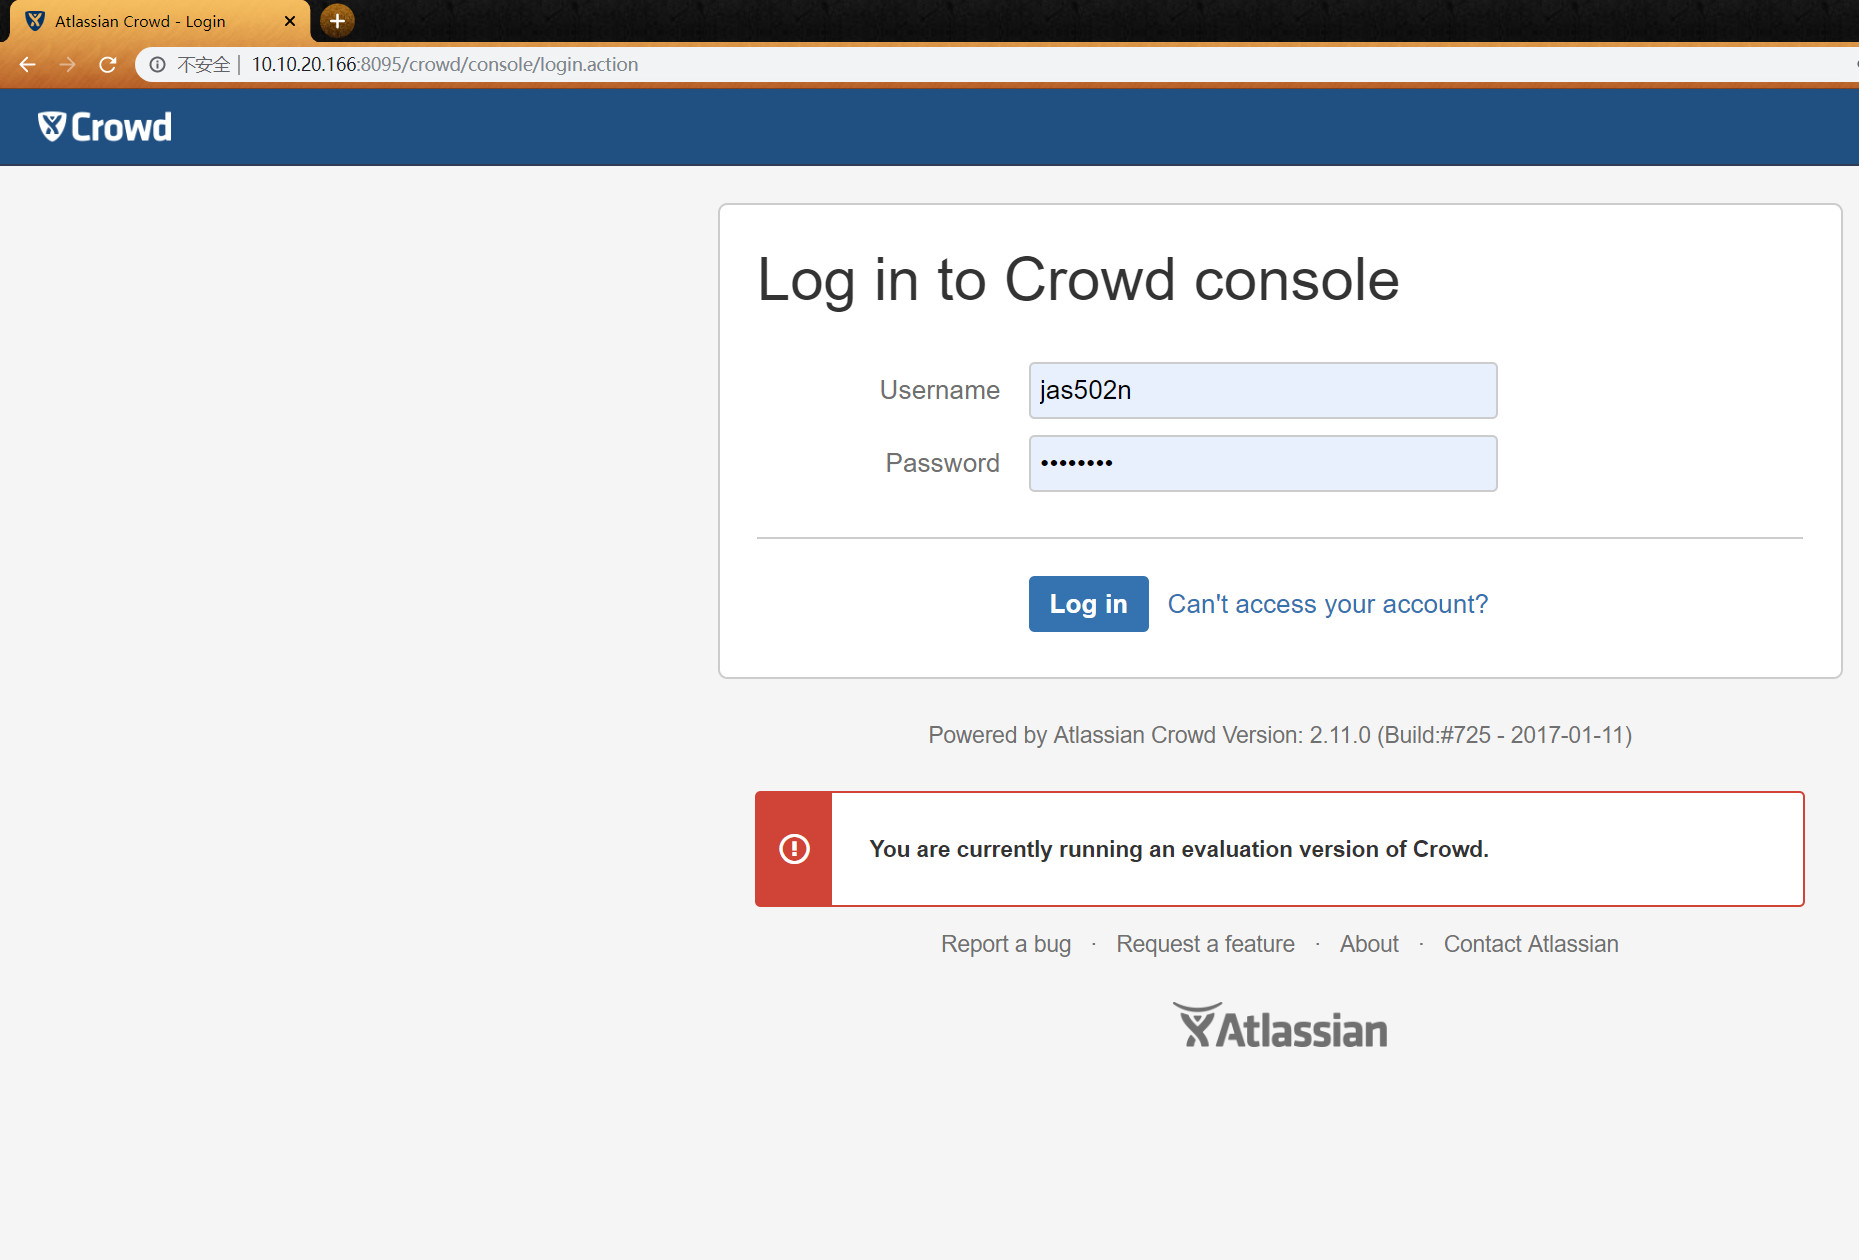 Atlassian Crowd - Login
不安全 | 10.10.20.166:8095/crowd/console/login.action
Crowd
Log in to Crowd console
Username jas502n
Password ••••••••
Log in Can't access your account?
Powered by Atlassian Crowd Version: 2.11.0 (Build:#725 - 2017-01-11)
You are currently running an evaluation version of Crowd.
Report a bug · Request a feature · About · Contact Atlassian
Atlassian